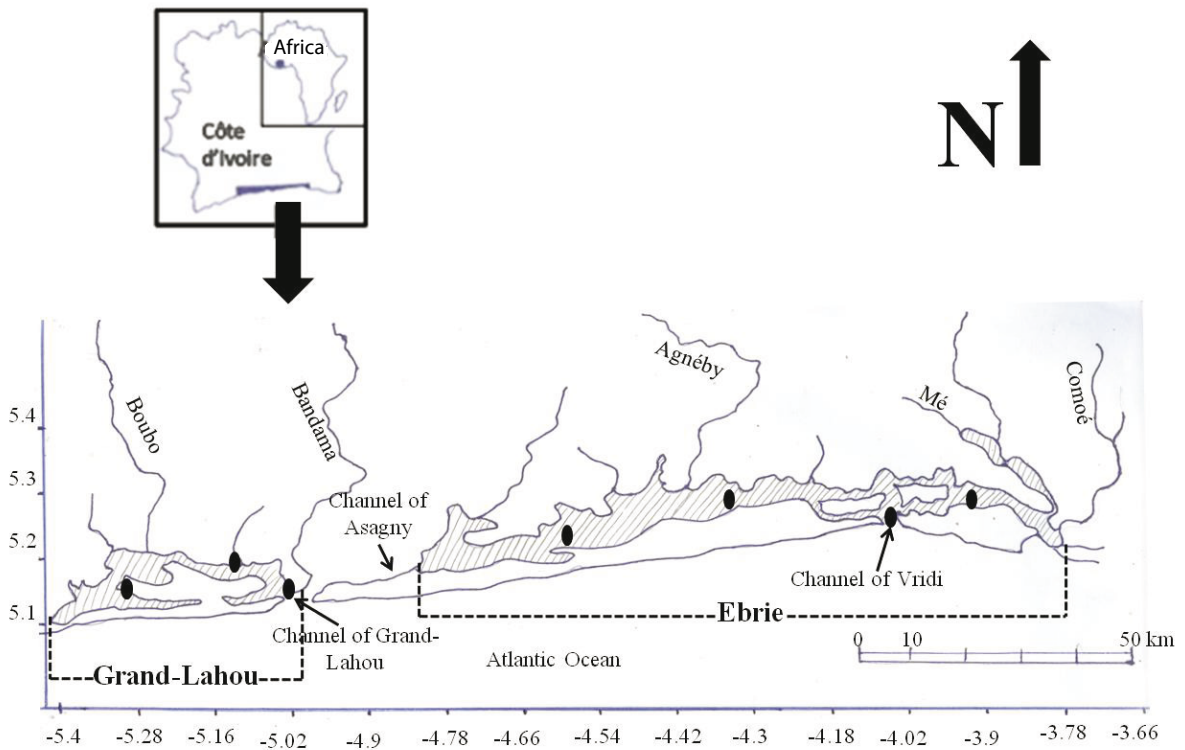 Africa
Côte
d'Ivoire
N
Boubo
Bandama
Agnéby
Mé
Comoé
5.4
5.3
5.2
5.1
Channel of
Asagny
Channel of Vridi
Ebrie
Channel of Grand-
Lahou
Grand-Lahou
Atlantic Ocean
0 10 50 km
-5.4 -5.28 -5.16 -5.02 -4.9 -4.78 -4.66 -4.54 -4.42 -4.3 -4.14 -4.02 -3.9 -3.78 -3.66